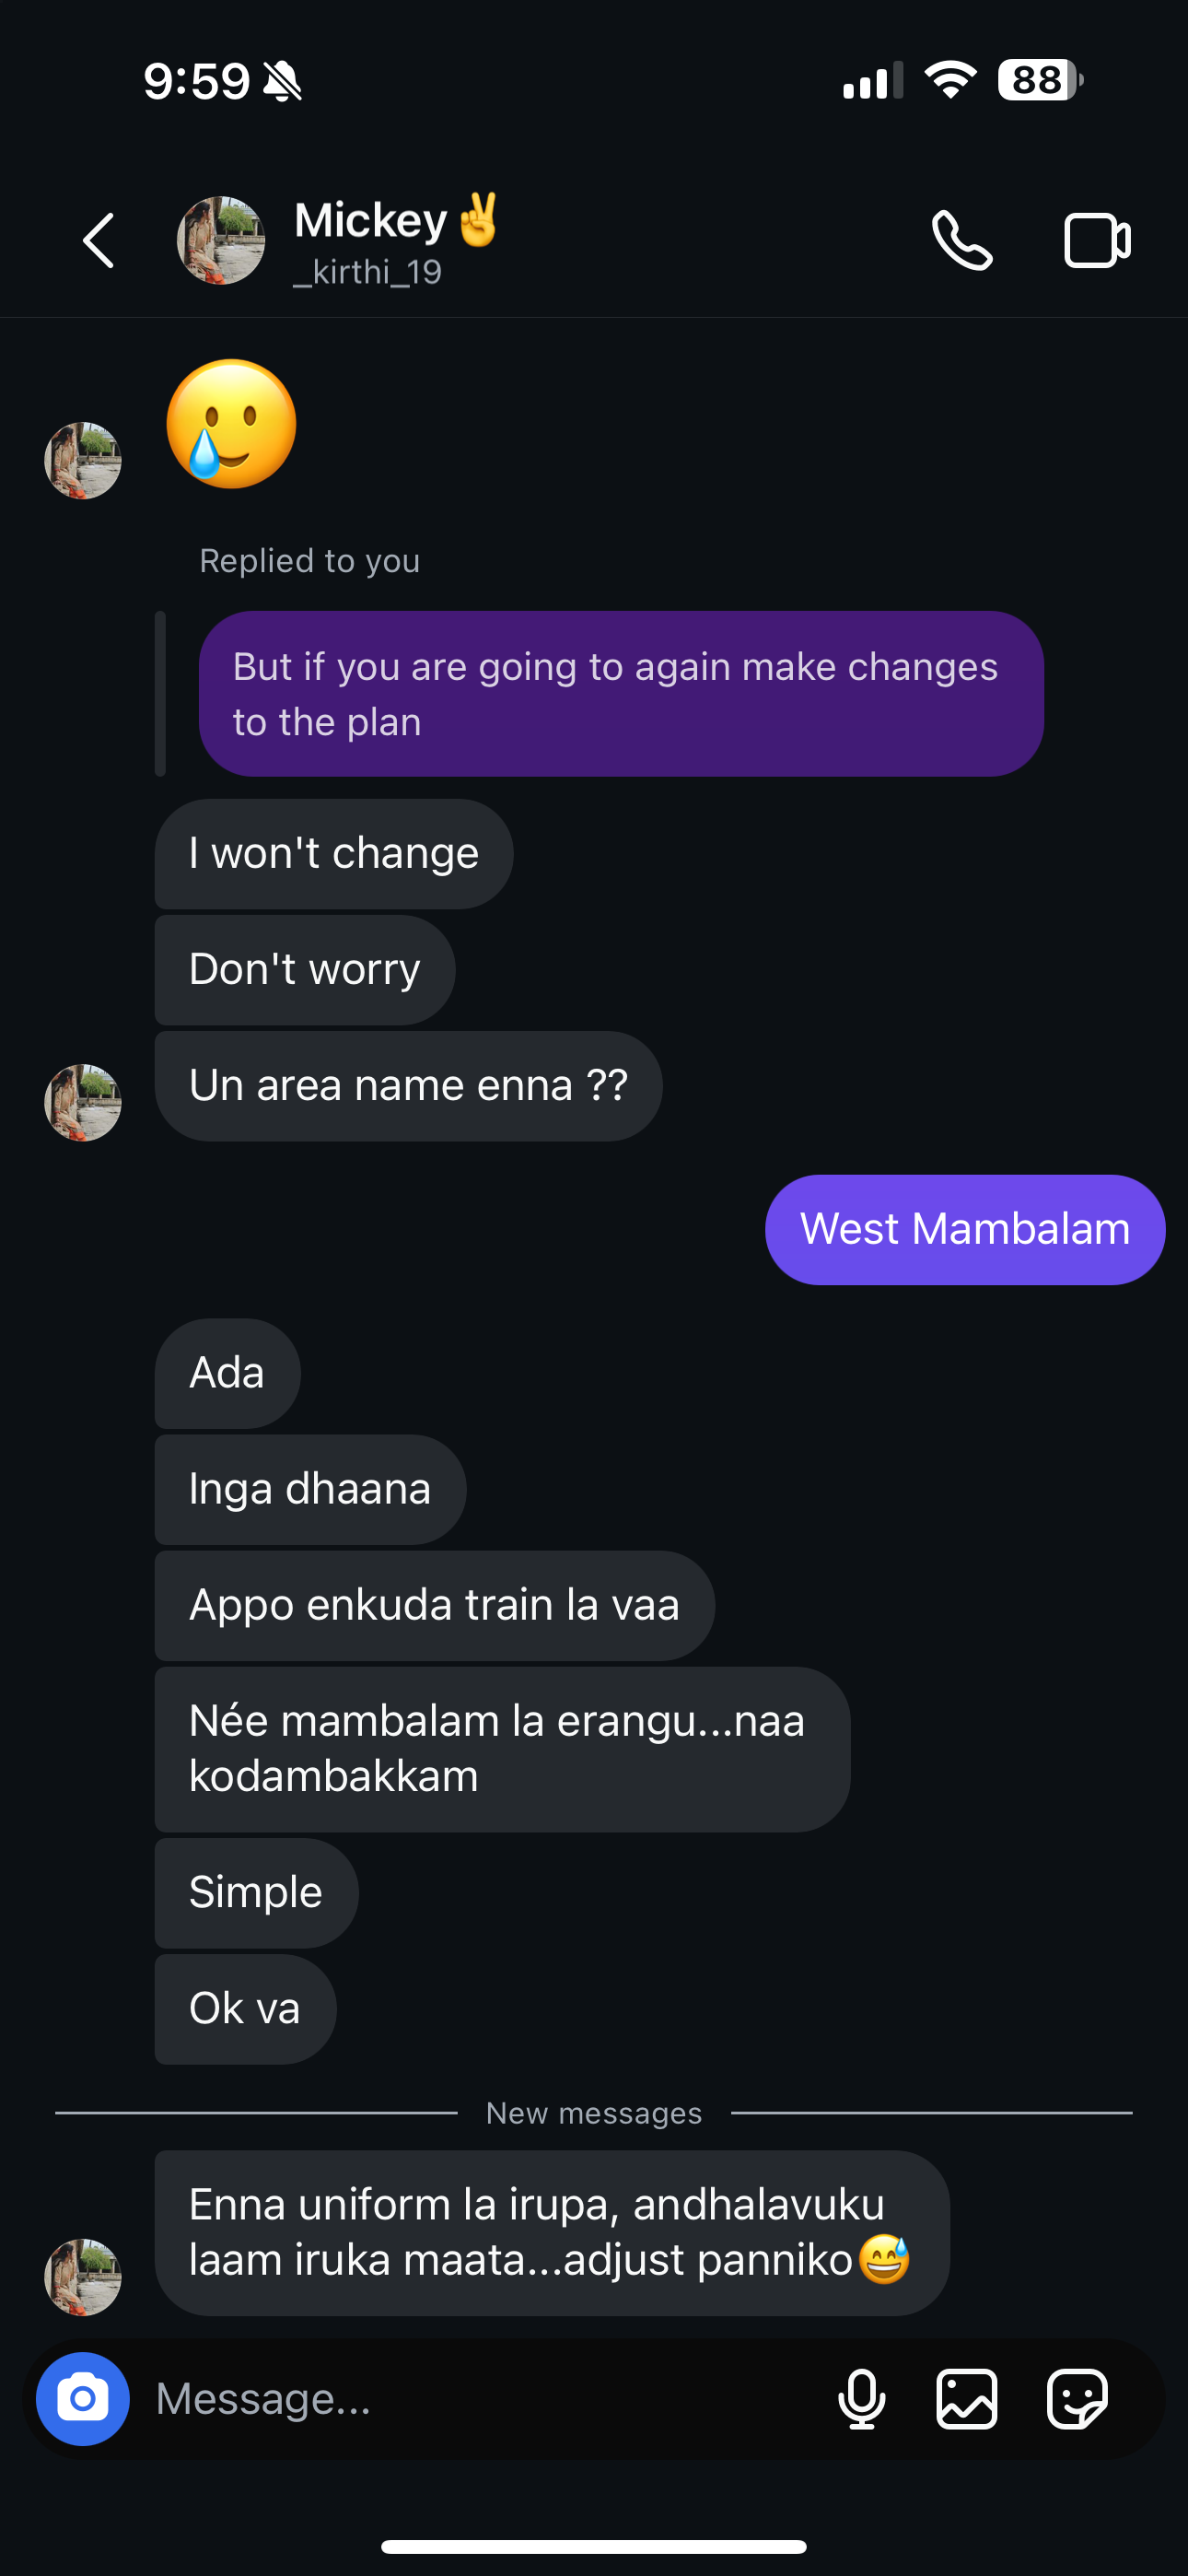 9:59
88
Mickey✌️
_kirthi_19
🥲
Replied to you
But if you are going to again make changes
to the plan
I won't change
Don't worry
Un area name enna ??
West Mambalam
Ada
Inga dhaana
Appo enkuda train la vaa
Née mambalam la erangu...naa
kodambakkam
Simple
Ok va
New messages
Enna uniform la irupa, andhalavuku
laam iruka maata...adjust panniko😅
Message...